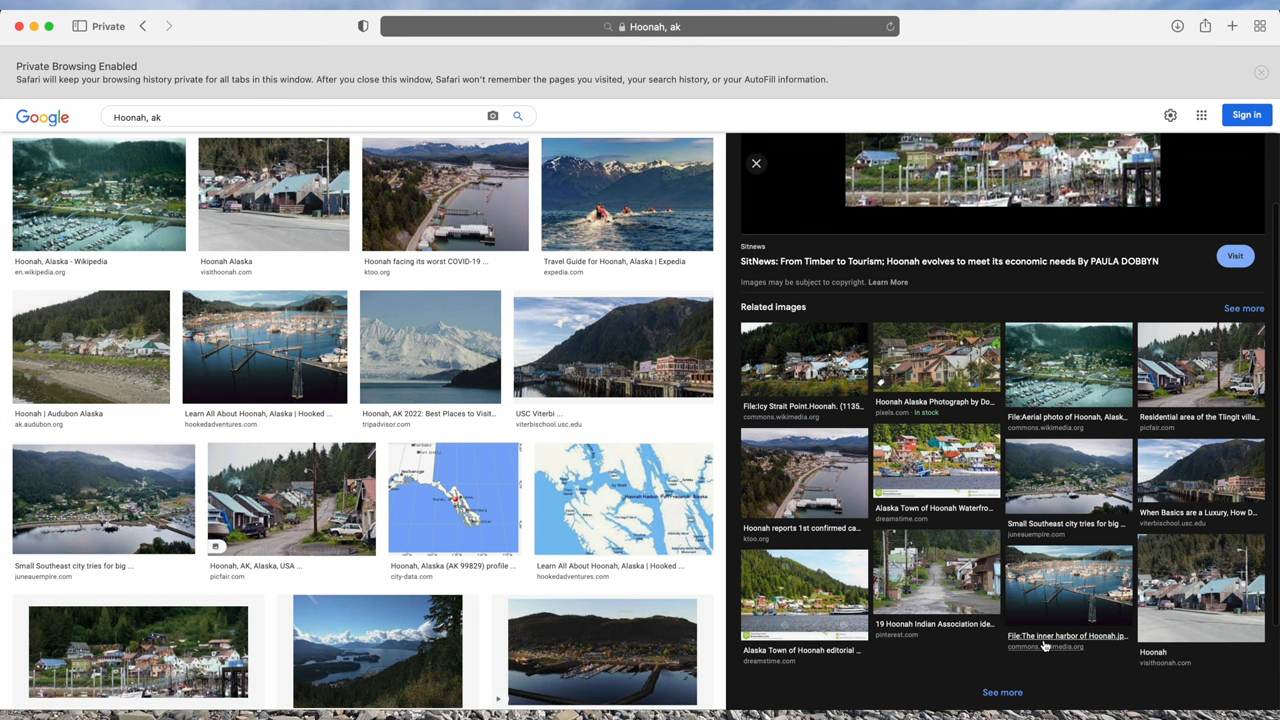 Private
Hoonah, ak
Private Browsing Enabled
Safari will keep your browsing history private for all tabs in this window. After you close this window, Safari won't remember the pages you visited, your search history, or your AutoFill information.
Google
Hoonah, ak
Sign in
Hoonah, Alaska - Wikipedia
en.wikipedia.org
Hoonah Alaska
visithoonah.com
Hoonah facing its worst COVID-19 ...
ktoo.org
Travel Guide for Hoonah, Alaska | Expedia
expedia.com
Hoonah | Audubon Alaska
ak.audubon.org
Learn All About Hoonah, Alaska | Hooked ...
hookedadventures.com
Hoonah, AK 2022: Best Places to Visit...
tripadvisor.com
USC Viterbi ...
viterbischool.usc.edu
Small Southeast city tries for big ...
juneauempire.com
Hoonah, AK, Alaska, USA ...
picfair.com
Hoonah, Alaska (AK 99829) profile ...
city-data.com
Learn All About Hoonah, Alaska | Hooked ...
hookedadventures.com
Sitnews
SitNews: From Timber to Tourism; Hoonah evolves to meet its economic needs By PAULA DOBBYN
Visit
Images may be subject to copyright. Learn More
Related images
See more
File:Icy Strait Point.Hoonah. (1135...
commons.wikimedia.org
Hoonah Alaska Photograph by Do...
pixels.com - In stock
File:Aerial photo of Hoonah, Alask...
commons.wikimedia.org
Residential area of the Tlingit villa...
picfair.com
Hoonah reports 1st confirmed ca...
ktoo.org
Alaska Town of Hoonah Waterfro...
dreamstime.com
Small Southeast city tries for big ...
juneauempire.com
When Basics are a Luxury, How D...
viterbischool.usc.edu
Alaska Town of Hoonah editorial ...
dreamstime.com
19 Hoonah Indian Association ide...
pinterest.com
File:The inner harbor of Hoonah.jp...
Hoonah
visithoonah.com
See more